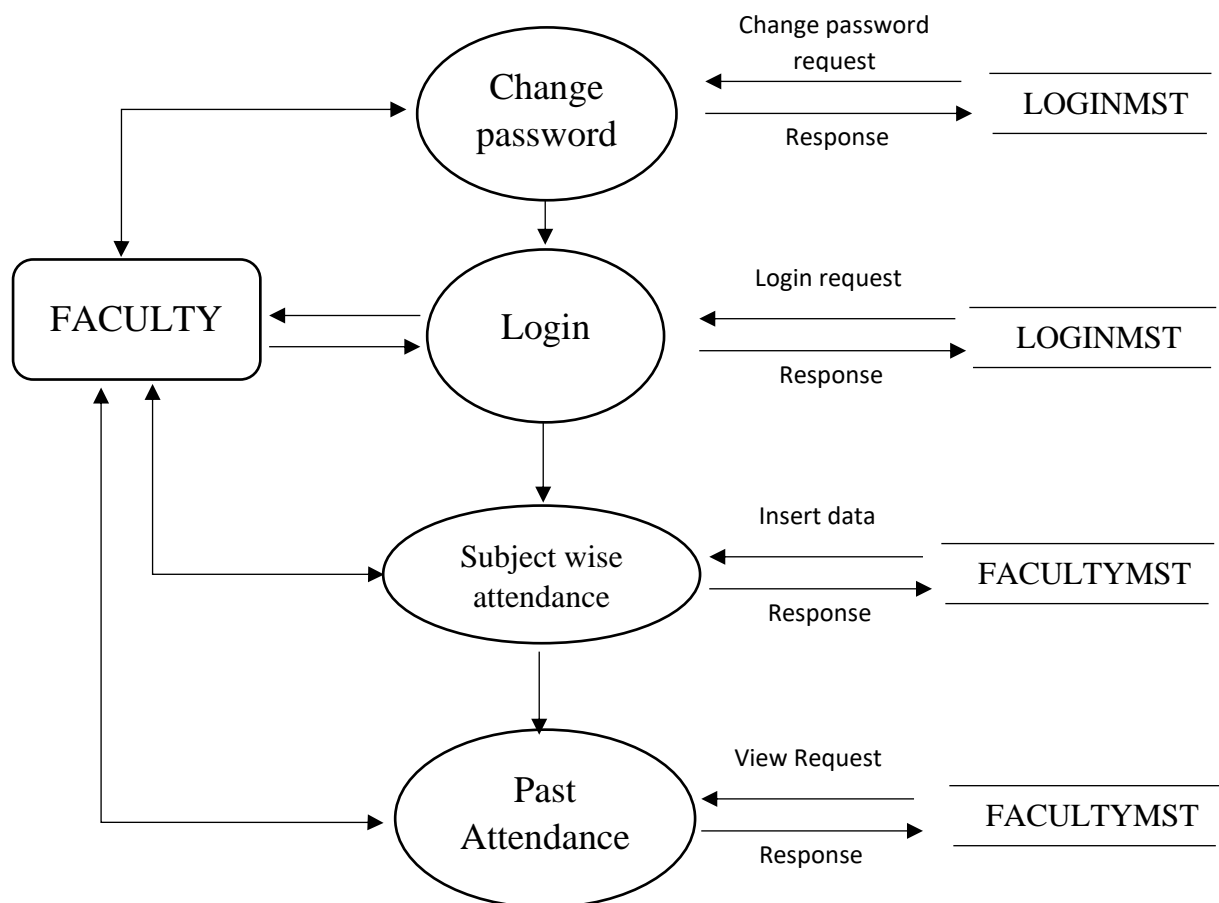 Change password
request
Change
password
LOGINMST
Response
Login request
FACULTY
Login
LOGINMST
Response
Insert data
Subject wise
attendance
FACULTYMST
Response
View Request
Past
Attendance
FACULTYMST
Response